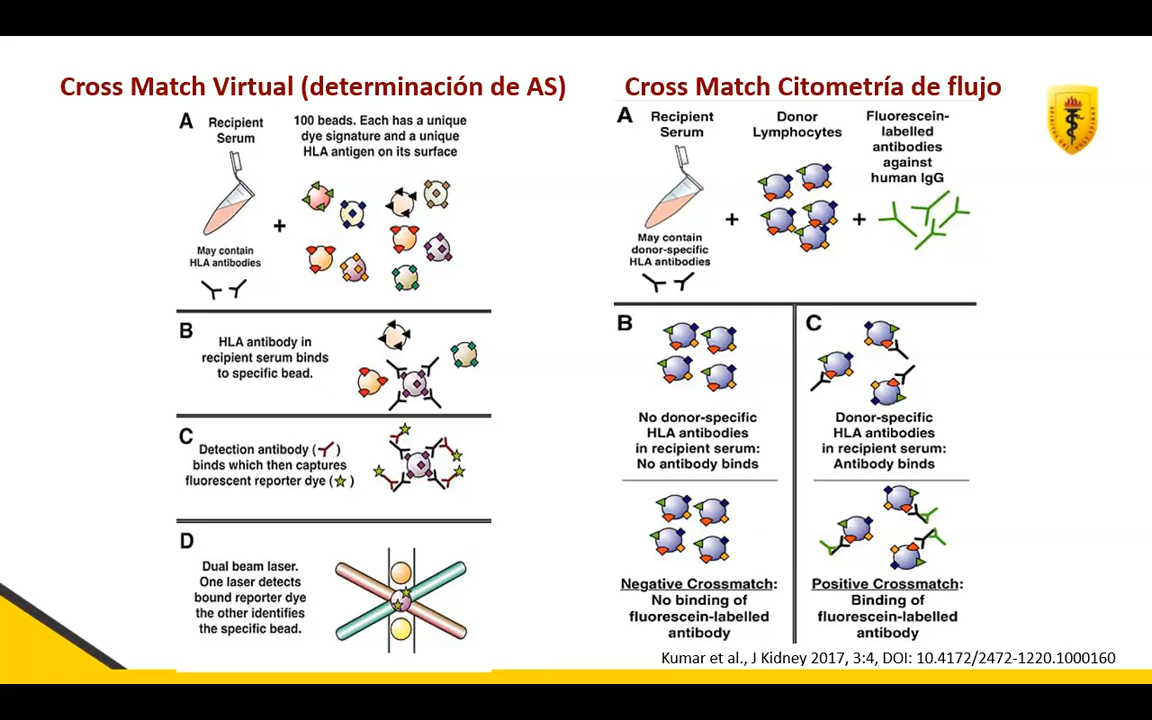 Cross Match Virtual (determinación de AS)
A
Recipient
Serum
100 beads. Each has a unique
dye signature and a unique
HLA antigen on its surface
+
May contain
HLA antibodies
B
HLA antibody in
recipient serum binds
to specific bead.
C
Detection antibody ( )
binds which then captures
fluorescent reporter dye ( )
D
Dual beam laser.
One laser detects
bound reporter dye
the other identifies
the specific bead.
Cross Match Citometría de flujo
A
Recipient
Serum
Donor
Lymphocytes
Fluorescein-
labelled
antibodies
against
human IgG
+
+
May contain
donor-specific
HLA antibodies
B
No donor-specific
HLA antibodies
in recipient serum:
No antibody binds
Negative Crossmatch:
No binding of
fluorescein-labelled
antibody
C
Donor-specific
HLA antibodies
in recipient serum:
Antibody binds
Positive Crossmatch:
Binding of
fluorescein-labelled
antibody
Kumar et al., J Kidney 2017, 3:4, DOI: 10.4172/2472-1220.1000160